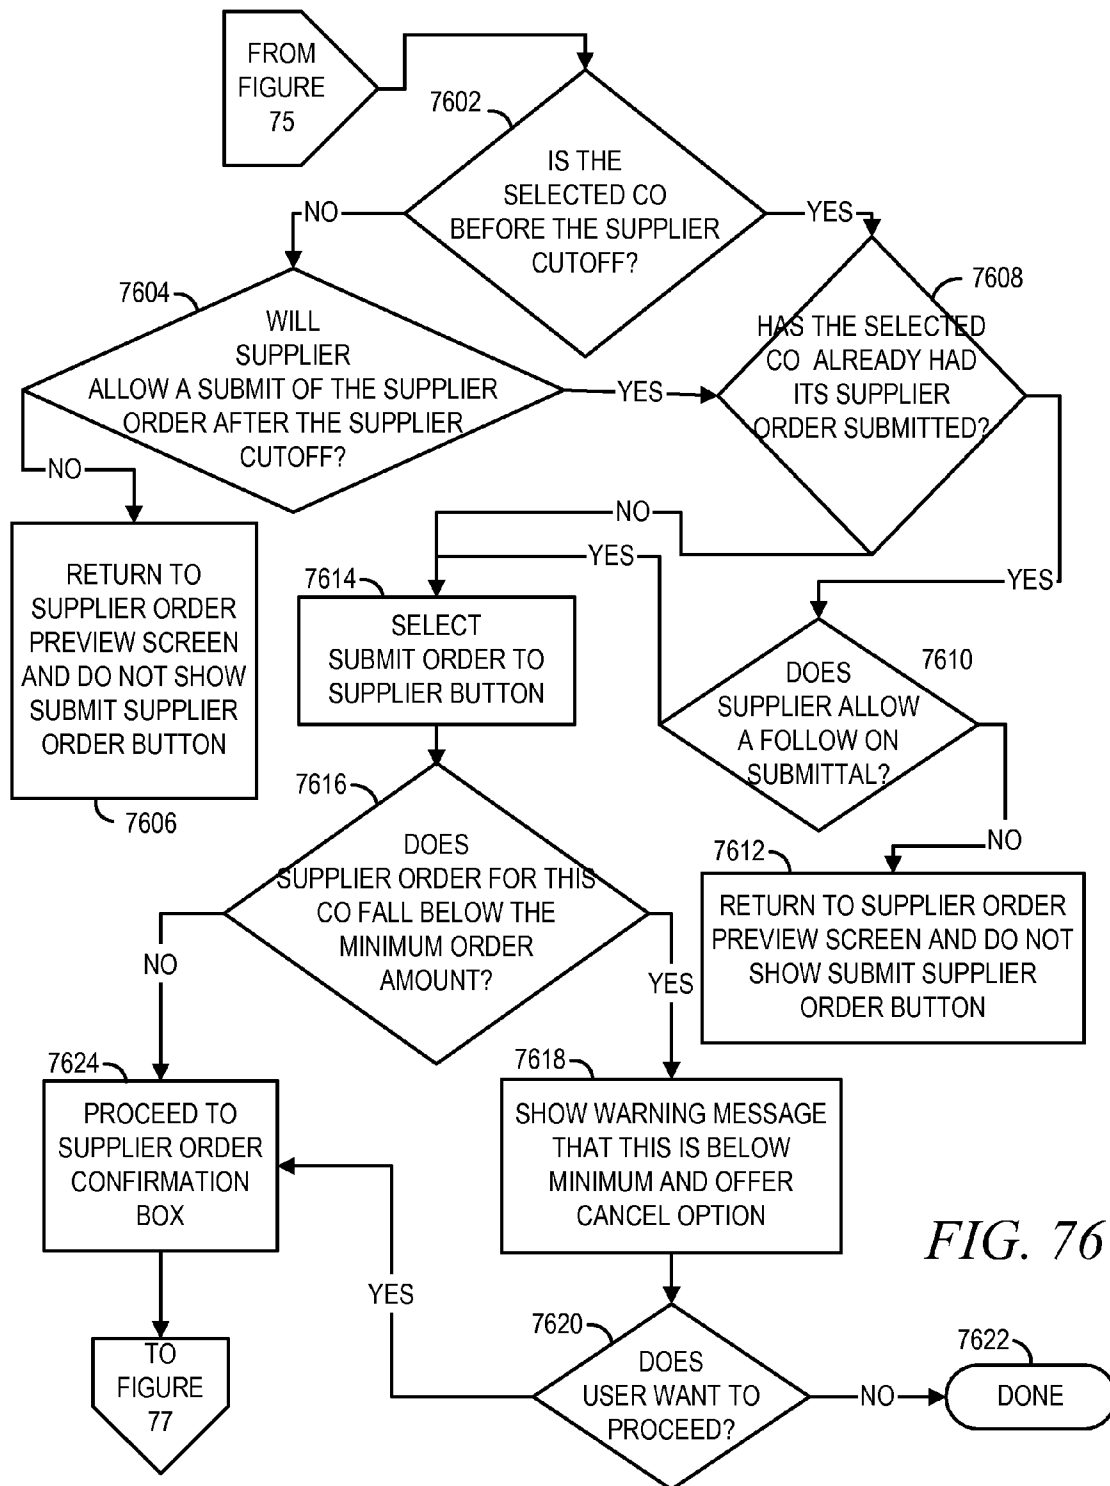 FROM
FIGURE
75
7602
IS THE
SELECTED CO
BEFORE THE SUPPLIER
CUTOFF?
NO
YES
7604
WILL
SUPPLIER
ALLOW A SUBMIT OF THE SUPPLIER
ORDER AFTER THE SUPPLIER
CUTOFF?
YES
NO
7608
HAS THE SELECTED
CO ALREADY HAD
ITS SUPPLIER
ORDER SUBMITTED?
NO
YES
YES
RETURN TO
SUPPLIER ORDER
PREVIEW SCREEN
AND DO NOT SHOW
SUBMIT SUPPLIER
ORDER BUTTON
7606
7614
SELECT
SUBMIT ORDER TO
SUPPLIER BUTTON
7610
DOES
SUPPLIER ALLOW
A FOLLOW ON
SUBMITTAL?
NO
7616
DOES
SUPPLIER ORDER FOR THIS
CO FALL BELOW THE
MINIMUM ORDER
AMOUNT?
NO
YES
7612
RETURN TO SUPPLIER ORDER
PREVIEW SCREEN AND DO NOT
SHOW SUBMIT SUPPLIER
ORDER BUTTON
7624
PROCEED TO
SUPPLIER ORDER
CONFIRMATION
BOX
7618
SHOW WARNING MESSAGE
THAT THIS IS BELOW
MINIMUM AND OFFER
CANCEL OPTION
FIG. 76
YES
TO
FIGURE
77
7620
DOES
USER WANT TO
PROCEED?
NO
7622
DONE